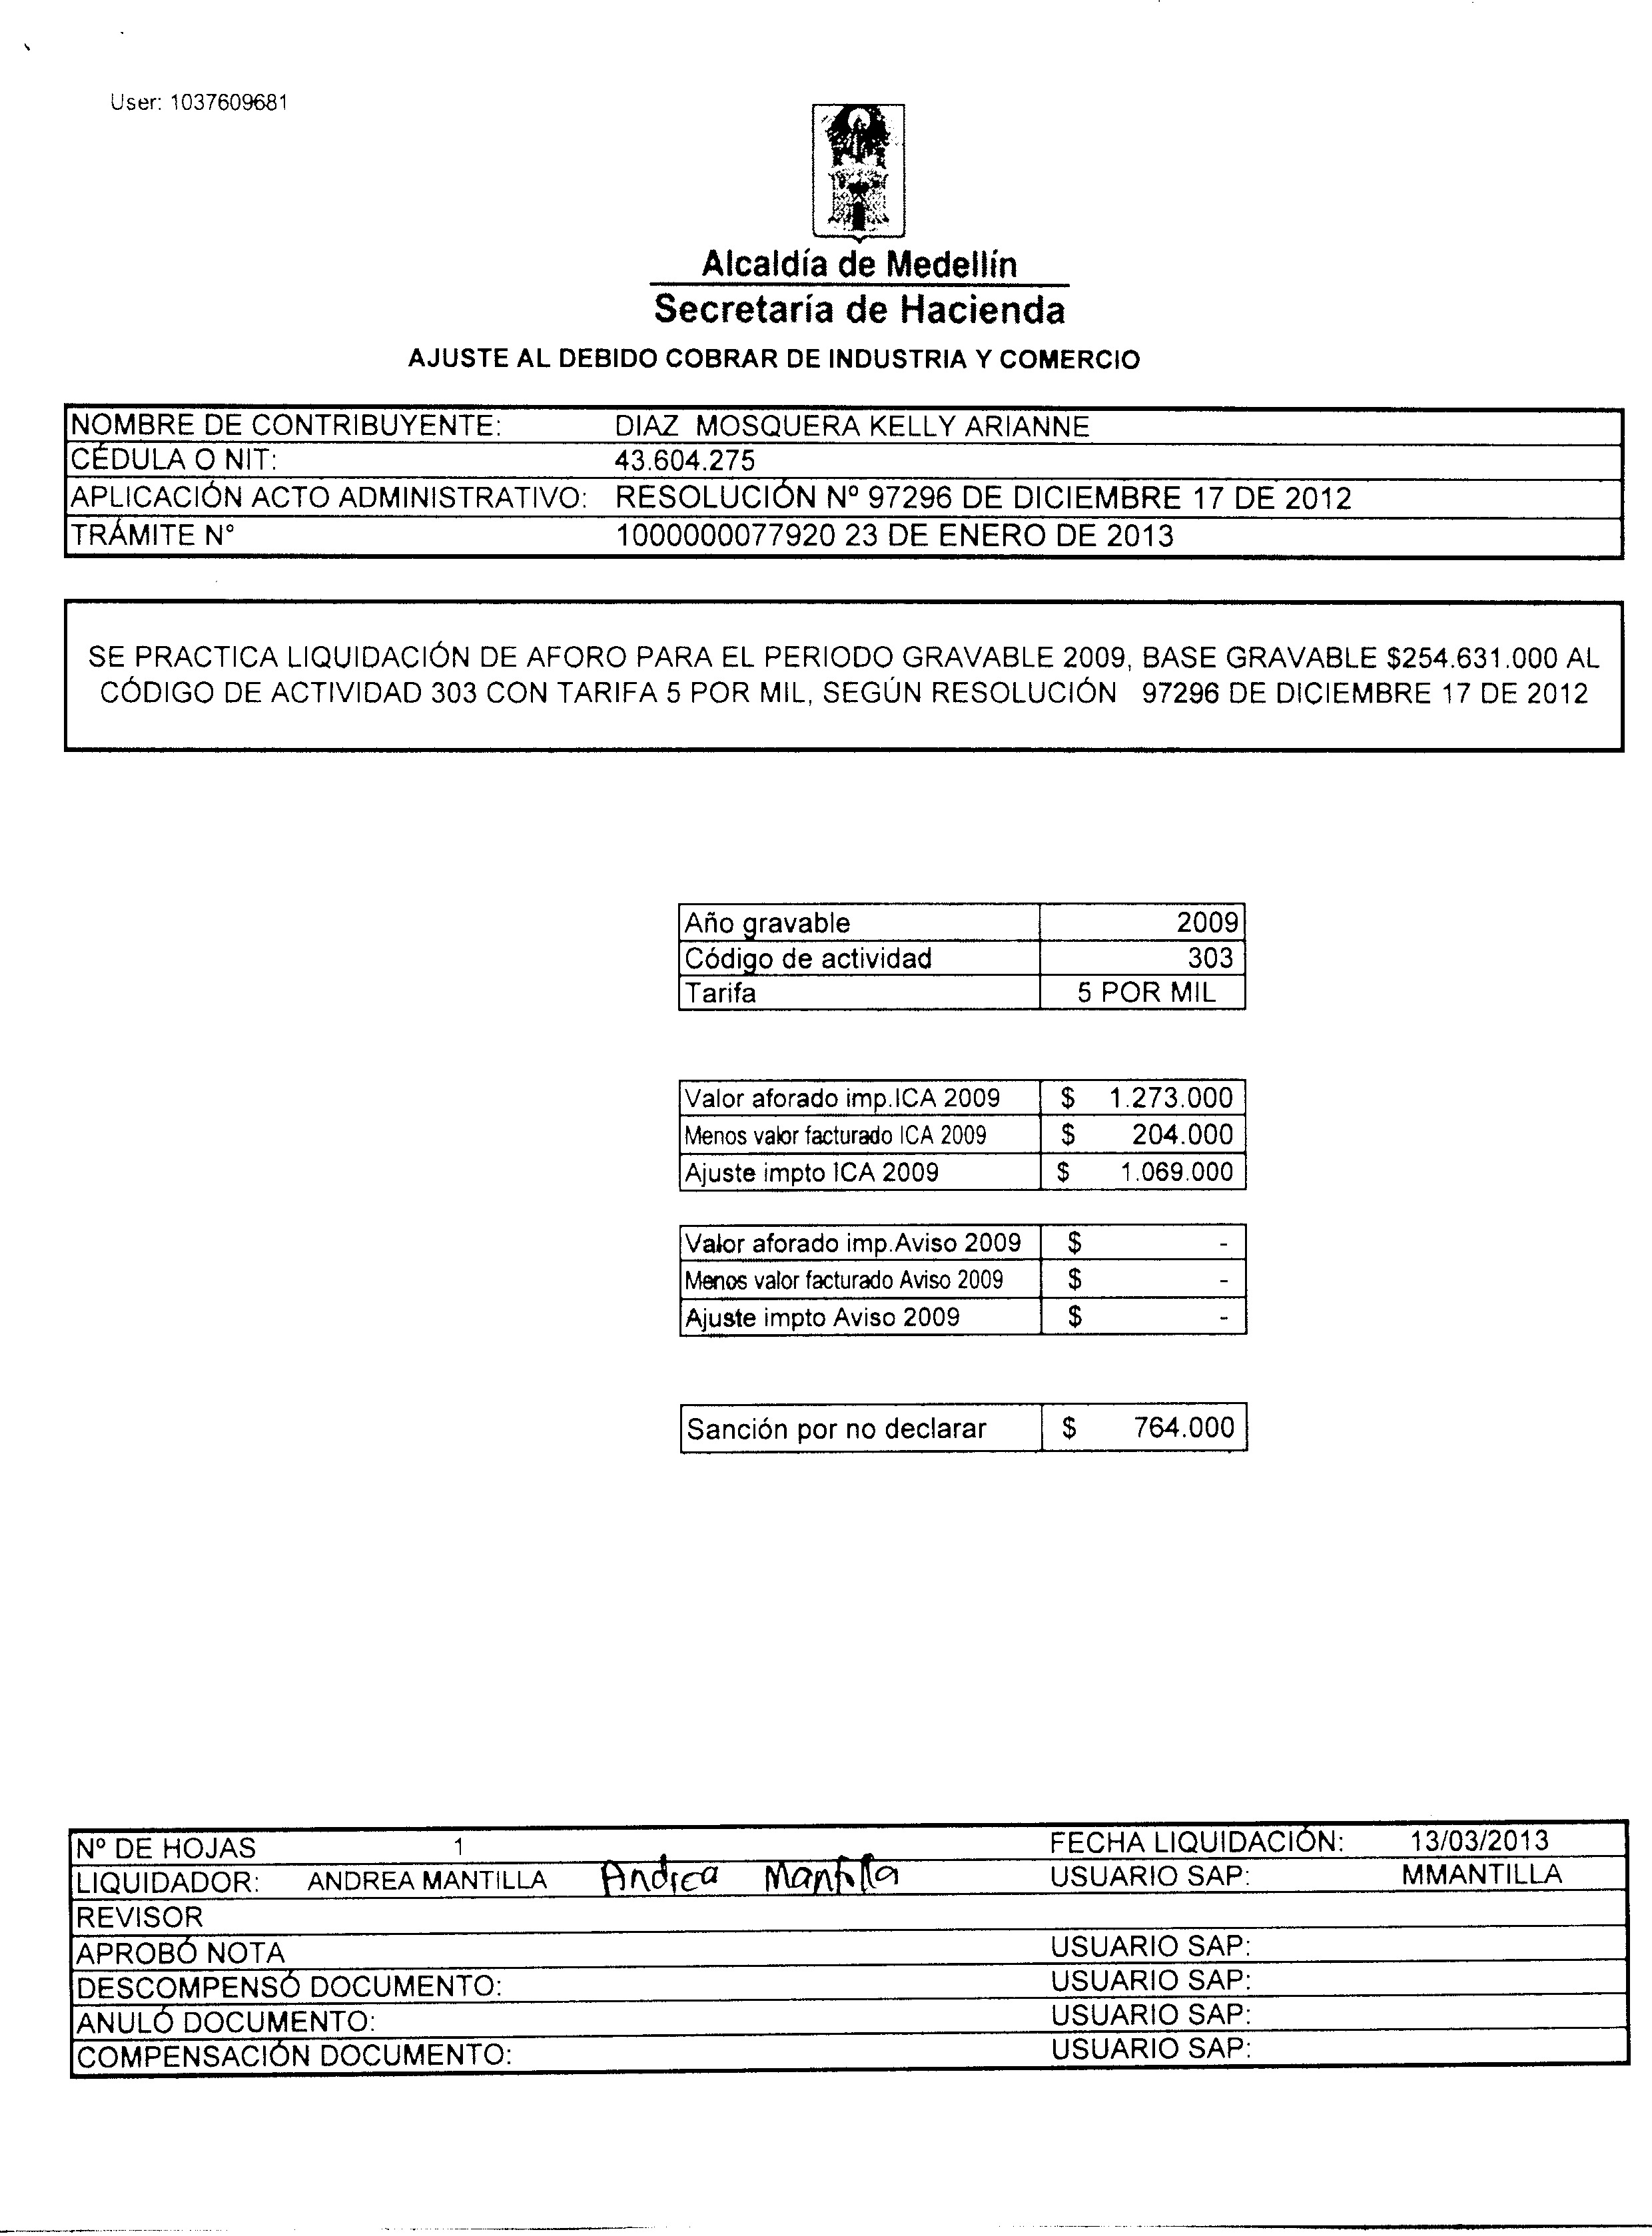 User: 1037609681
Alcaldía de Medellín
Secretaría de Hacienda
AJUSTE AL DEBIDO COBRAR DE INDUSTRIA Y COMERCIO
NOMBRE DE CONTRIBUYENTE: DIAZ MOSQUERA KELLY ARIANNE
CÉDULA O NIT: 43.604.275
APLICACIÓN ACTO ADMINISTRATIVO: RESOLUCIÓN Nº 97296 DE DICIEMBRE 17 DE 2012
TRÁMITE Nº 1000000077920 23 DE ENERO DE 2013
SE PRACTICA LIQUIDACIÓN DE AFORO PARA EL PERIODO GRAVABLE 2009, BASE GRAVABLE $254.631.000 AL
CÓDIGO DE ACTIVIDAD 303 CON TARIFA 5 POR MIL, SEGÚN RESOLUCIÓN 97296 DE DICIEMBRE 17 DE 2012
Año gravable 2009
Código de actividad 303
Tarifa 5 POR MIL
Valor aforado imp.ICA 2009 $ 1.273.000
Menos valor facturado ICA 2009 $ 204.000
Ajuste impto ICA 2009 $ 1.069.000
Valor aforado imp.Aviso 2009 $ -
Menos valor facturado Aviso 2009 $ -
Ajuste impto Aviso 2009 $ -
Sanción por no declarar $ 764.000
Nº DE HOJAS 1 FECHA LIQUIDACIÓN: 13/03/2013
LIQUIDADOR: ANDREA MANTILLA Andrea Mantilla USUARIO SAP: MMANTILLA
REVISOR
APROBÓ NOTA USUARIO SAP:
DESCOMPENSÓ DOCUMENTO: USUARIO SAP:
ANULÓ DOCUMENTO: USUARIO SAP:
COMPENSACIÓN DOCUMENTO: USUARIO SAP: